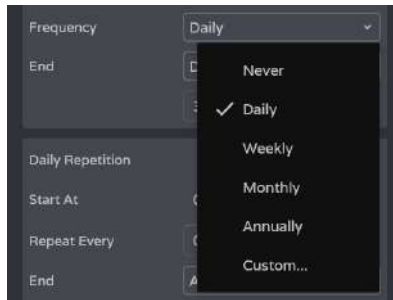 Frequency
Daily
End
Never
Daily
Weekly
Daily Repetition
Monthly
Start At
Annually
Repeat Every
Custom...
End